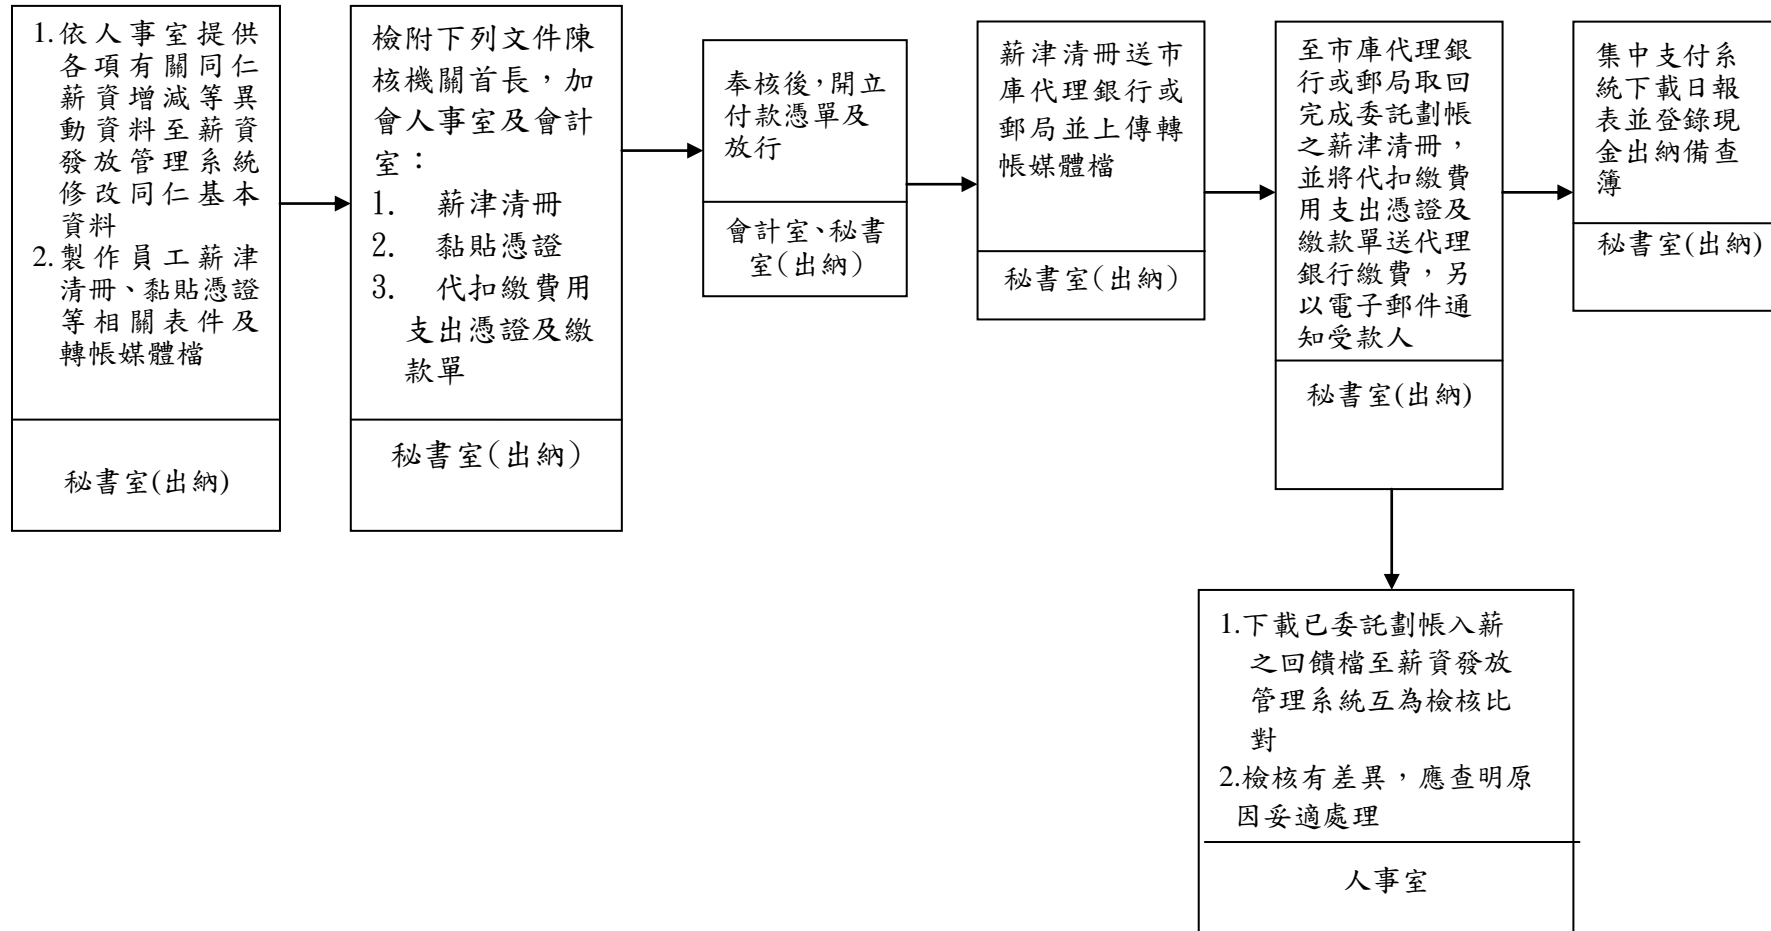 1.依人事室提供
各項有關同仁
薪資增減等異
動資料至薪資
發放管理系統
修改同仁基本
資料
2.製作員工薪津
清冊、黏貼憑證
等相關表件及
轉帳媒體檔
秘書室(出納)
檢附下列文件陳
核機關首長，加
會人事室及會計
室：
1. 薪津清冊
2. 黏貼憑證
3. 代扣繳費用
支出憑證及繳
款單
秘書室(出納)
奉核後，開立
付款憑單及
放行
會計室、秘書
室(出納)
薪津清冊送市
庫代理銀行或
郵局並上傳轉
帳媒體檔
秘書室(出納)
至市庫代理銀
行或郵局取回
完成委託劃帳
之薪津清冊，
並將代扣繳費
用支出憑證及
繳款單送代理
銀行繳費，另
以電子郵件通
知受款人
秘書室(出納)
集中支付系
統下載日報
表並登錄現
金出納備查
簿
秘書室(出納)
1.下載已委託劃帳入薪
之回饋檔至薪資發放
管理系統互為檢核比
對
2.檢核有差異，應查明原
因妥適處理
人事室